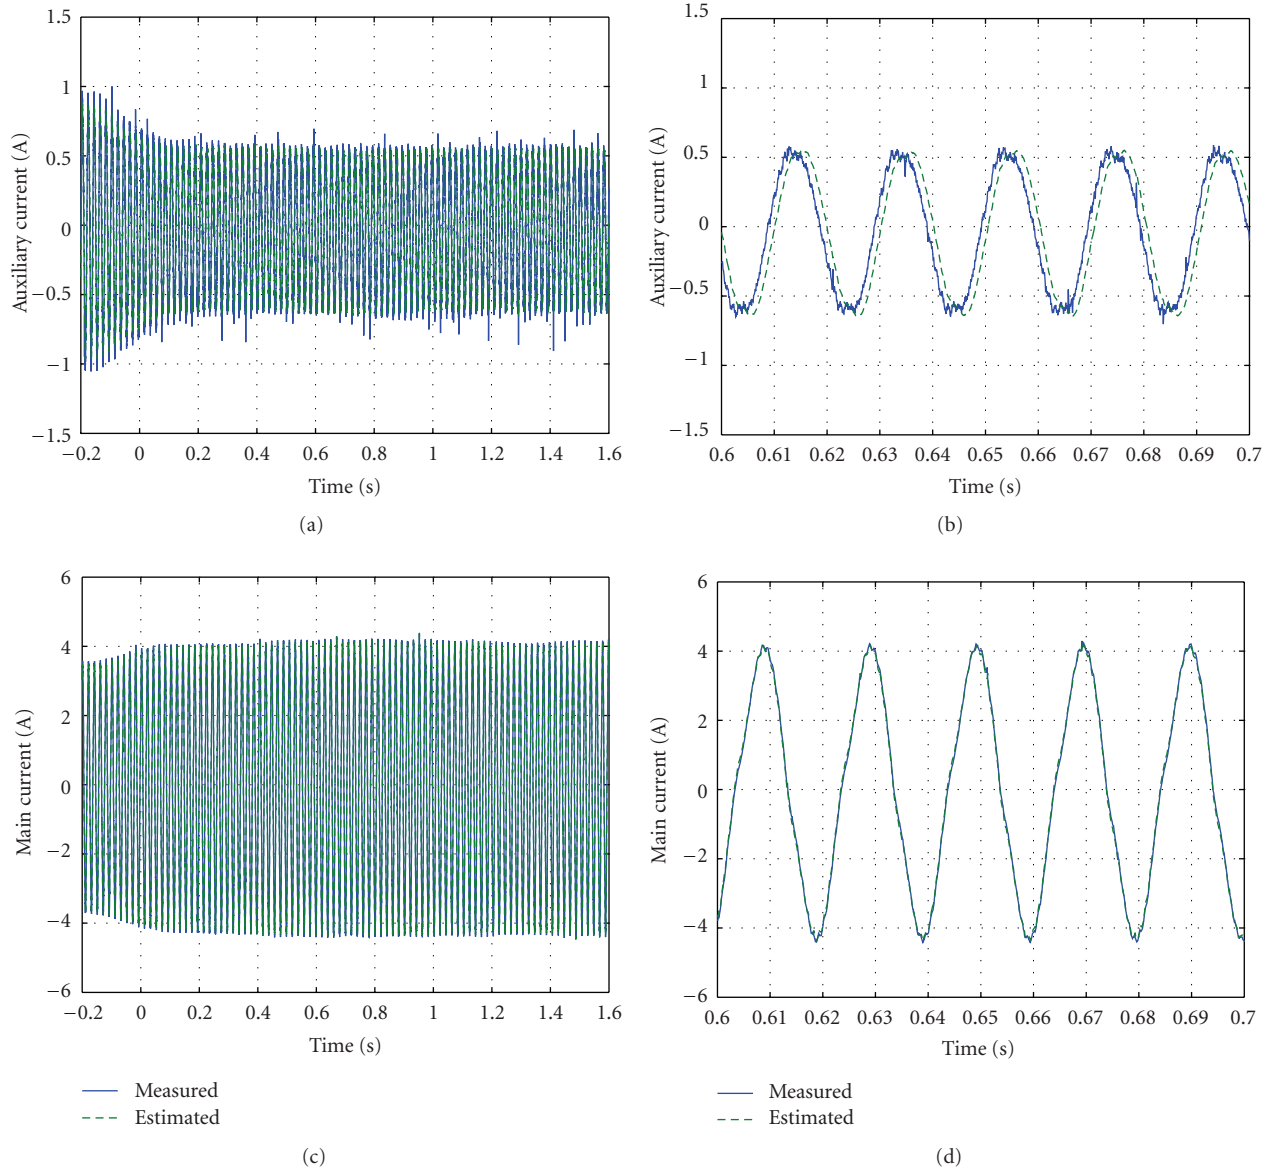 1.5
1
0.5
0
−0.5
−1
−1.5
Auxiliary current (A)
−0.2 0 0.2 0.4 0.6 0.8 1 1.2 1.4 1.6
Time (s)
(a)
1.5
1
0.5
0
−0.5
−1
−1.5
Auxiliary current (A)
0.6 0.61 0.62 0.63 0.64 0.65 0.66 0.67 0.68 0.69 0.7
Time (s)
(b)
6
4
2
0
−2
−4
−6
Main current (A)
−0.2 0 0.2 0.4 0.6 0.8 1 1.2 1.4 1.6
Time (s)
Measured
Estimated
(c)
6
4
2
0
−2
−4
−6
Main current (A)
0.6 0.61 0.62 0.63 0.64 0.65 0.66 0.67 0.68 0.69 0.7
Time (s)
Measured
Estimated
(d)